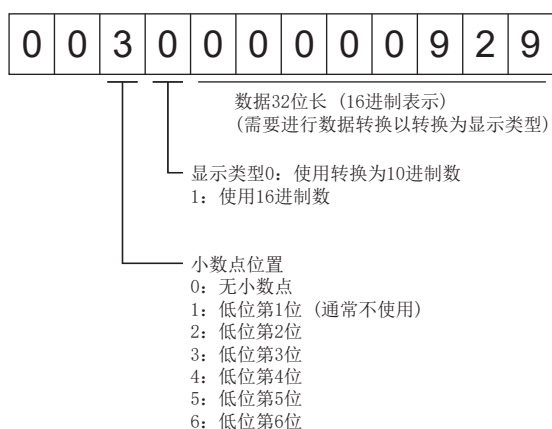 0 0 3 0 0 0 0 0 0 9 2 9
数据32位长 (16进制表示)
(需要进行数据转换以转换为显示类型)
显示类型0：使用转换为10进制数
1：使用16进制数
小数点位置
0：无小数点
1：低位第1位 (通常不使用)
2：低位第2位
3：低位第3位
4：低位第4位
5：低位第5位
6：低位第6位